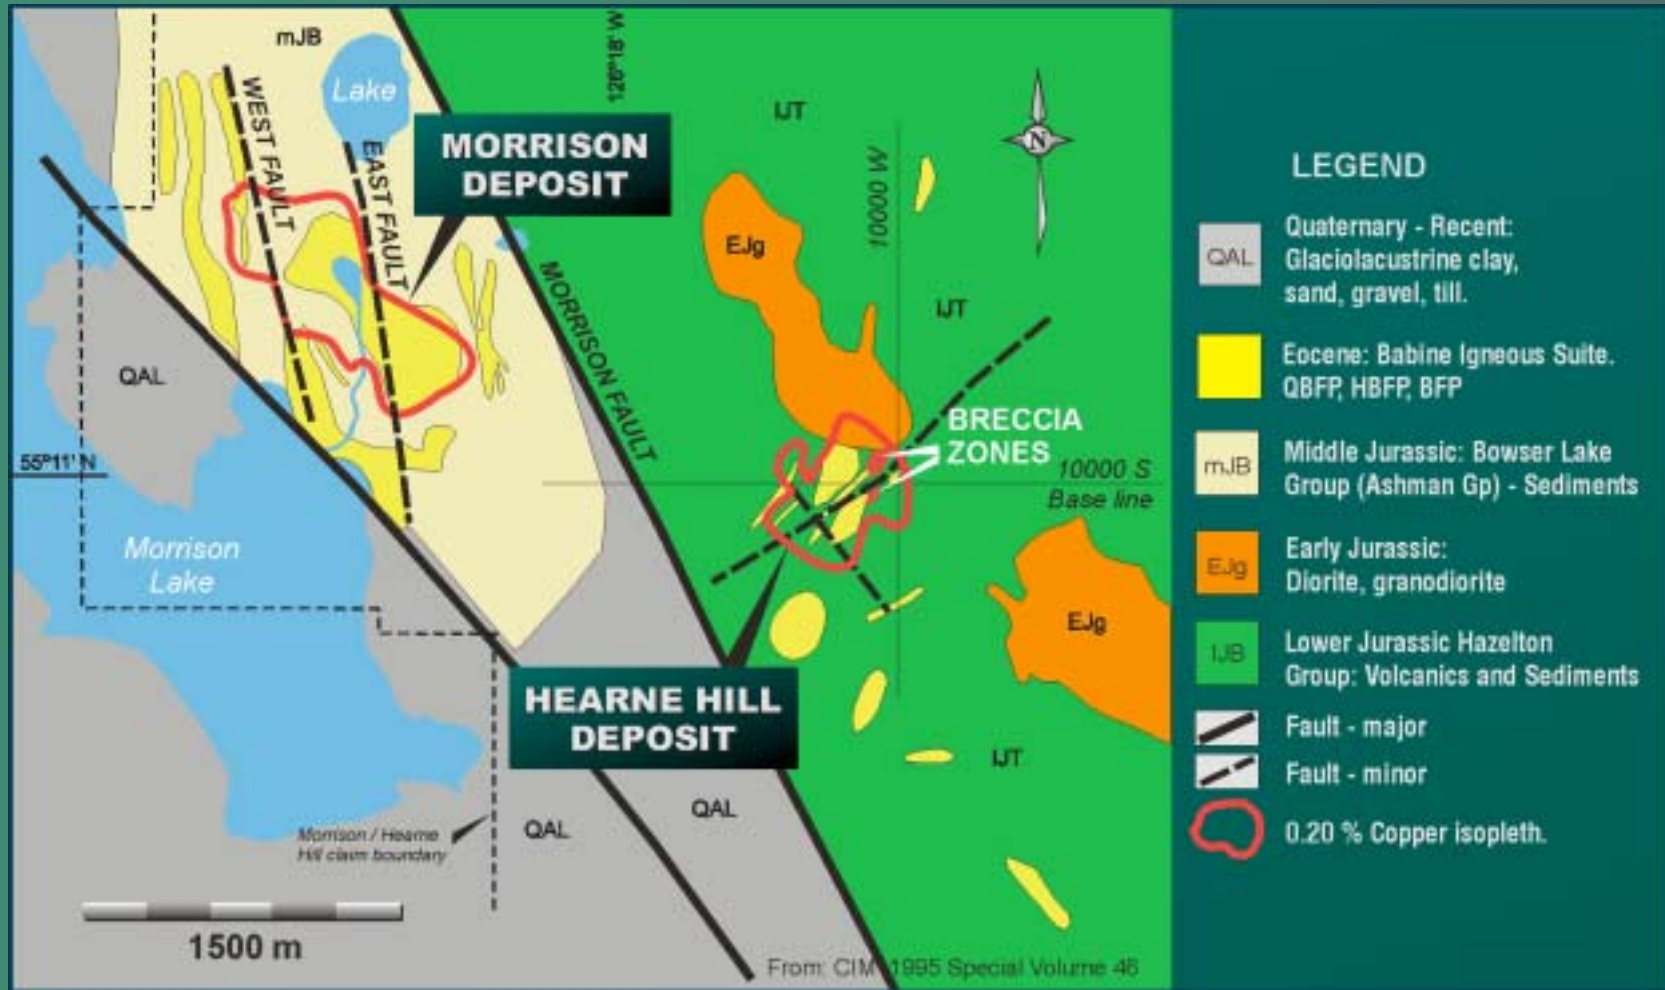 mJB
Lake
126º18' W
WEST FAULT
EAST FAULT
MORRISON
DEPOSIT
IJT
10000 W
N
EJg
MORRISON FAULT
IJT
QAL
BRECCIA
ZONES
55º11' N
10000 S
Base line
Morrison
Lake
EJg
HEARNE HILL
DEPOSIT
IJT
QAL
QAL
Morrison / Hearne
Hill claim boundary
1500 m
From: CIM 1995 Special Volume 46
LEGEND
QAL
Quaternary - Recent:
Glaciolacustrine clay,
sand, gravel, till.
Eocene: Babine Igneous Suite.
QBFP, HBFP, BFP
mJB
Middle Jurassic: Bowser Lake
Group (Ashman Gp) - Sediments
EJg
Early Jurassic:
Diorite, granodiorite
IJB
Lower Jurassic Hazelton
Group: Volcanics and Sediments
Fault - major
Fault - minor
0.20 % Copper isopleth.